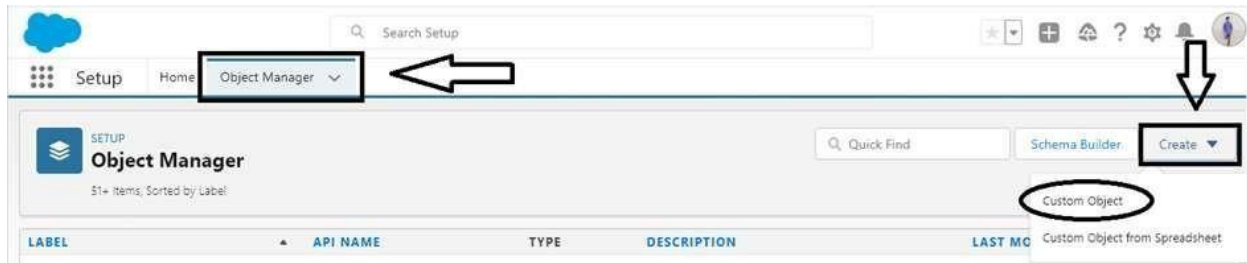 Search Setup
Setup Home Object Manager
SETUP
Object Manager
51+ Items, Sorted by Label
Quick Find
Schema Builder
Create
Custom Object
Custom Object from Spreadsheet
LABEL API NAME TYPE DESCRIPTION LAST MO